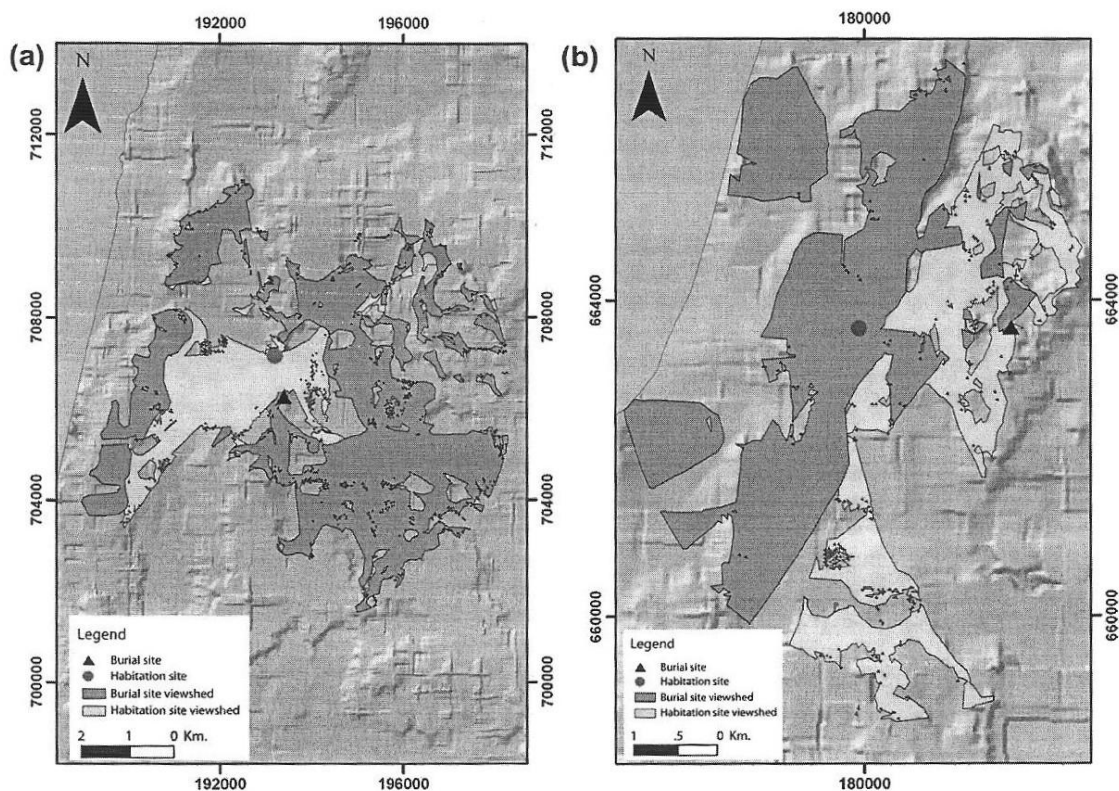 (a)
192000
196000
N
712000
712000
708000
708000
704000
704000
700000
700000
Legend
Burial site
Habitation site
Burial site viewshed
Habitation site viewshed
2 1 0 Km.
192000
196000
(b)
180000
N
664000
664000
660000
660000
Legend
Burial site
Habitation site
Burial site viewshed
Habitation site viewshed
1 .5 0 Km.
180000